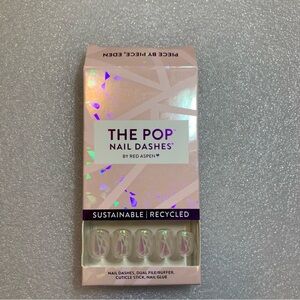 PIECE BY PIECE, EDEN
THE POP
NAIL DASHES®
BY RED ASPEN
SUSTAINABLE | RECYCLED
NAIL DASHES, DUAL FILE/BUFFER,
CUTICLE STICK, NAIL GLUE